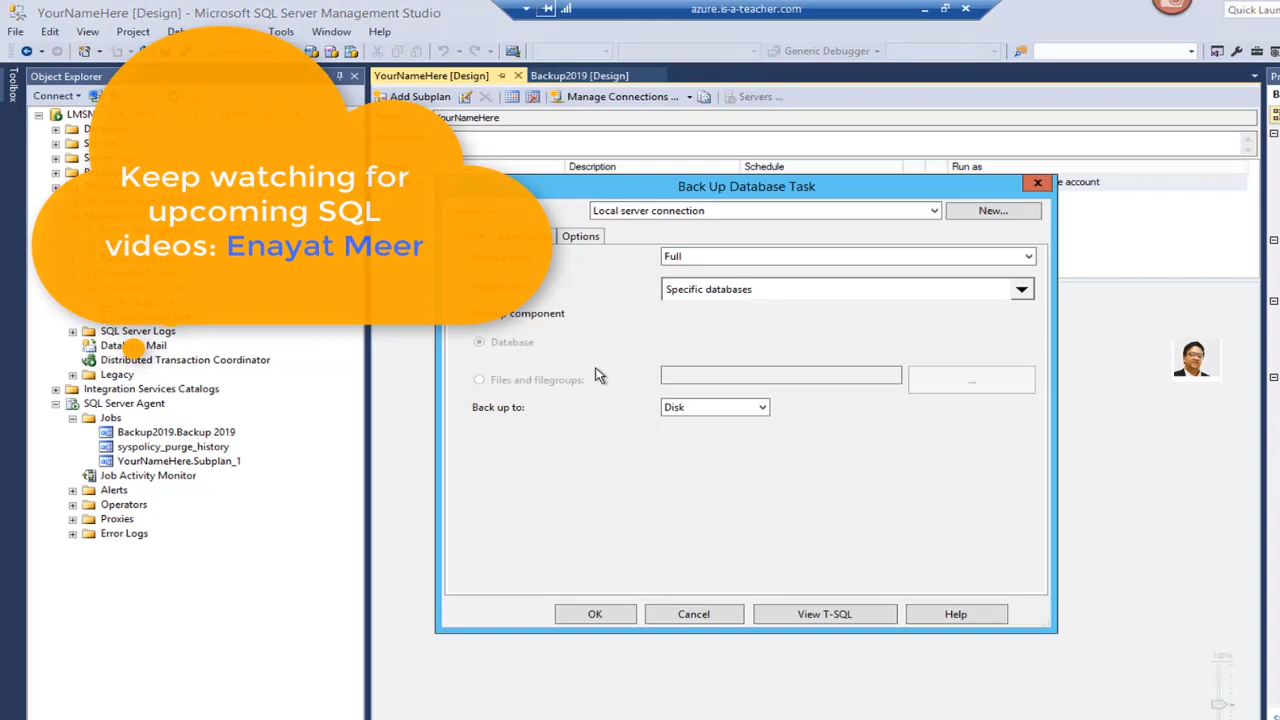 YourNameHere [Design] - Microsoft SQL Server Management Studio
azure.is-a-teacher.com
Quick Laun
File Edit View Project Tools Window Help
Generic Debugger
Toolbox
Object Explorer
YourNameHere [Design]
Backup2019 [Design]
Connect
Add Subplan
Manage Connections ...
Servers ...
Description
Schedule
Run as
account
Keep watching for
upcoming SQL
videos: Enayat Meer
Back Up Database Task
Local server connection
New...
Options
Full
Specific databases
Database
Files and filegroups:
...
Back up to:
Disk
OK
Cancel
View T-SQL
Help
SQL Server Logs
Distributed Transaction Coordinator
Legacy
Integration Services Catalogs
SQL Server Agent
Jobs
Backup2019.Backup 2019
syspolicy_purge_history
YourNameHere.Subplan_1
Job Activity Monitor
Alerts
Operators
Proxies
Error Logs